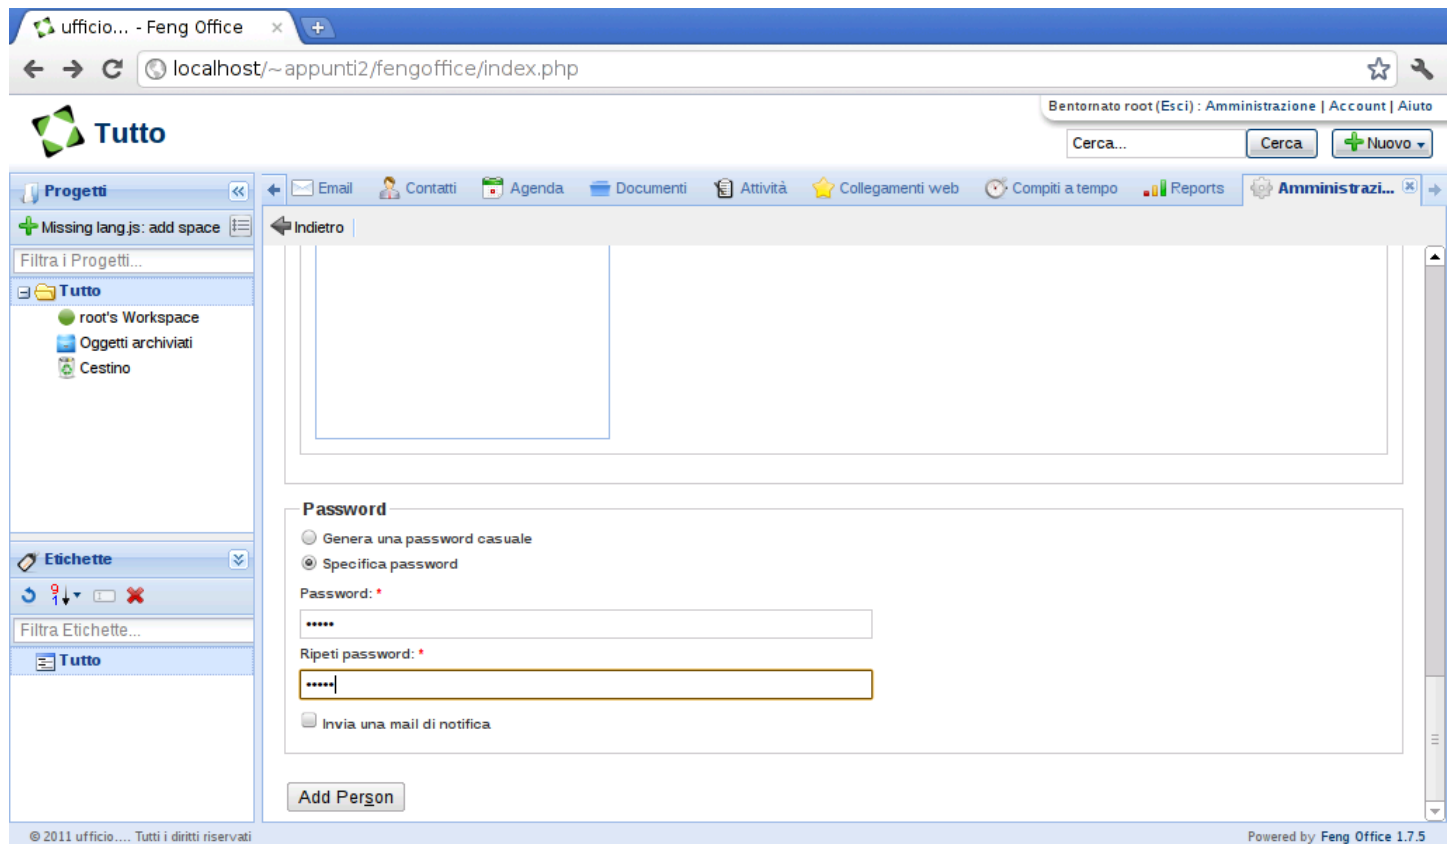 ufficio... - Feng Office
localhost/~appunti2/fengoffice/index.php
Bentornato root (Esci) : Amministrazione | Account | Aiuto
Tutto
Cerca...
Cerca
Nuovo
Progetti
Email
Contatti
Agenda
Documenti
Attività
Collegamenti web
Compiti a tempo
Reports
Amministrazi...
Missing lang.js: add space
Indietro
Filtra i Progetti...
Tutto
root's Workspace
Oggetti archiviati
Cestino
Password
Genera una password casuale
Specifica password
Password: *
•••••
Ripeti password: *
•••••
Invia una mail di notifica
Add Person
Etichette
Filtra Etichette...
Tutto
© 2011 ufficio.... Tutti i diritti riservati
Powered by Feng Office 1.7.5